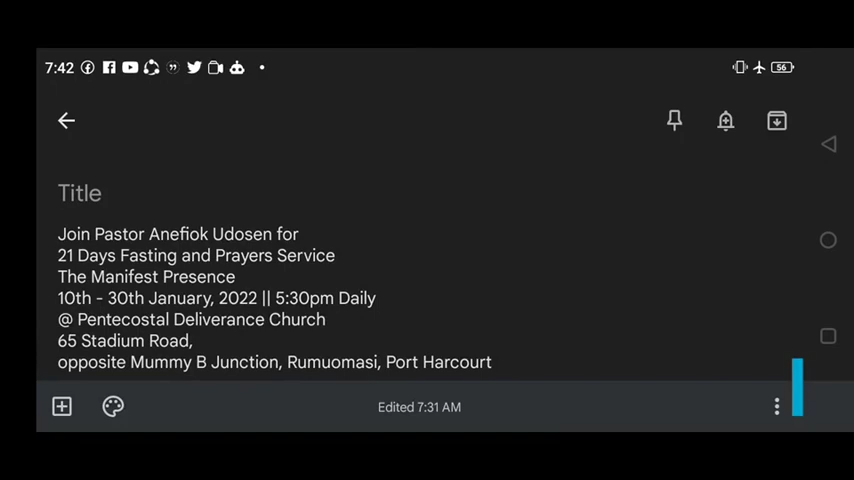 7:42
56
Title
Join Pastor Anefiok Udosen for
21 Days Fasting and Prayers Service
The Manifest Presence
10th - 30th January, 2022 || 5:30pm Daily
@ Pentecostal Deliverance Church
65 Stadium Road,
opposite Mummy B Junction, Rumuomasi, Port Harcourt
Edited 7:31 AM